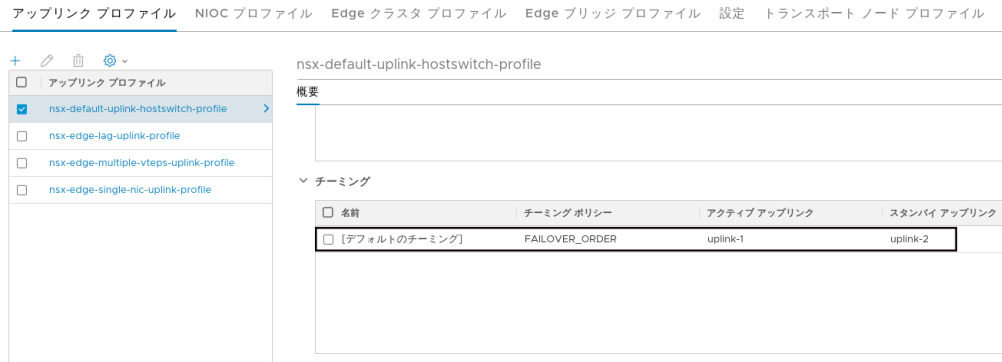 アップリンク プロファイル NIOC プロファイル Edge クラスタ プロファイル Edge ブリッジ プロファイル 設定 トランスポート ノード プロファイル
アップリンク プロファイル
nsx-default-uplink-hostswitch-profile
nsx-edge-lag-uplink-profile
nsx-edge-multiple-vteps-uplink-profile
nsx-edge-single-nic-uplink-profile
nsx-default-uplink-hostswitch-profile
概要
チーミング
名前 チーミング ポリシー アクティブ アップリンク スタンバイ アップリンク
[デフォルトのチーミング] FAILOVER_ORDER uplink-1 uplink-2